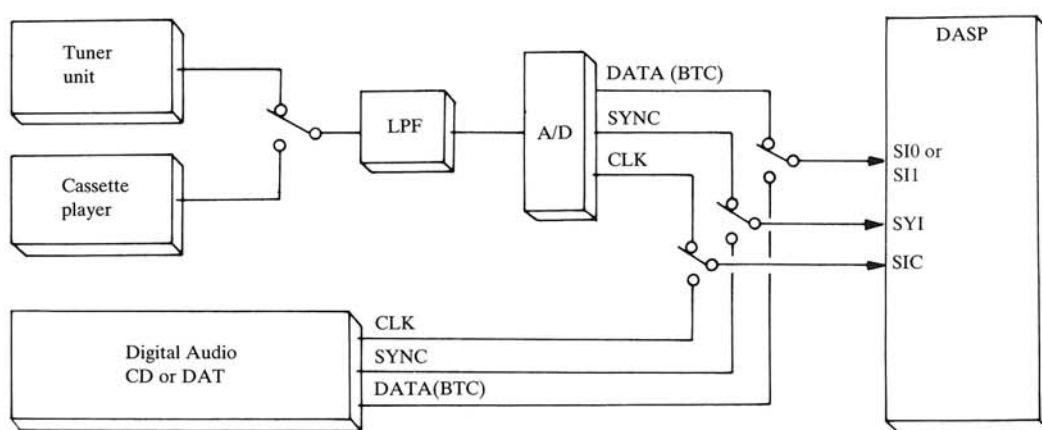 Tuner
unit
Cassette
player
LPF
A/D
DATA (BTC)
SYNC
CLK
DASP
SI0 or
SI1
SYI
SIC
Digital Audio
CD or DAT
CLK
SYNC
DATA(BTC)